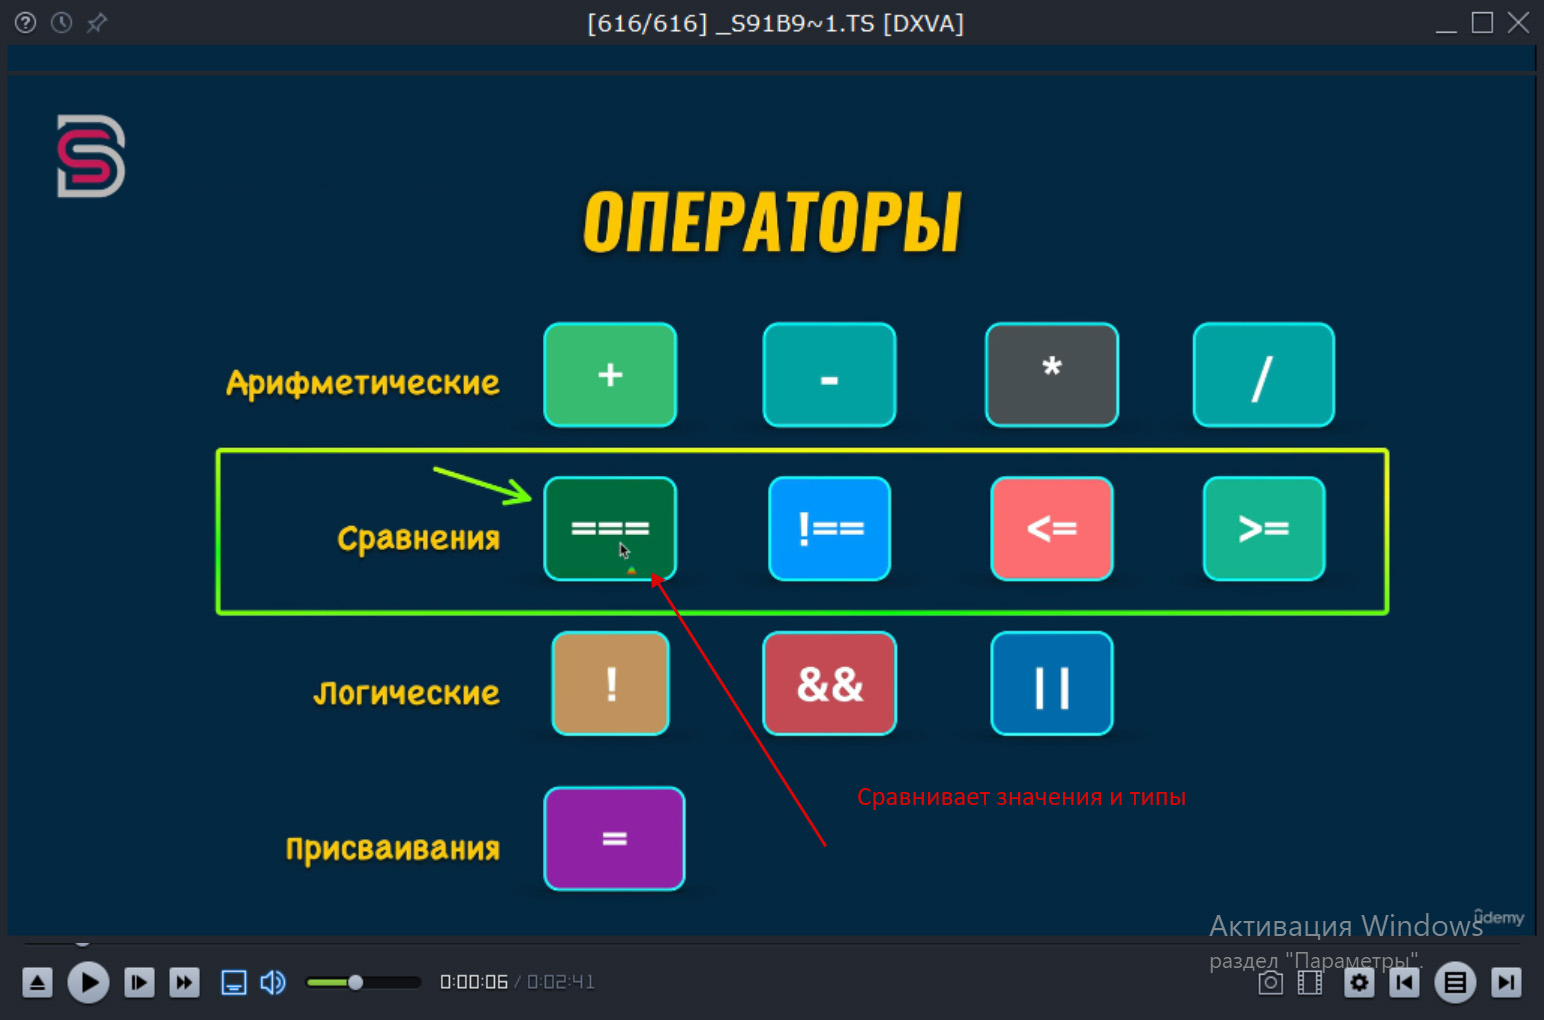 [616/616] _S91B9~1.TS [DXVA]
ОПЕРАТОРЫ
Арифметические + - * /
Сравнения === !== <= >=
Логические ! && ||
Сравнивает значения и типы
Присваивания =
ûdemy
Активация Windows
раздел "Параметры".
0:00:06 / 0:02:41